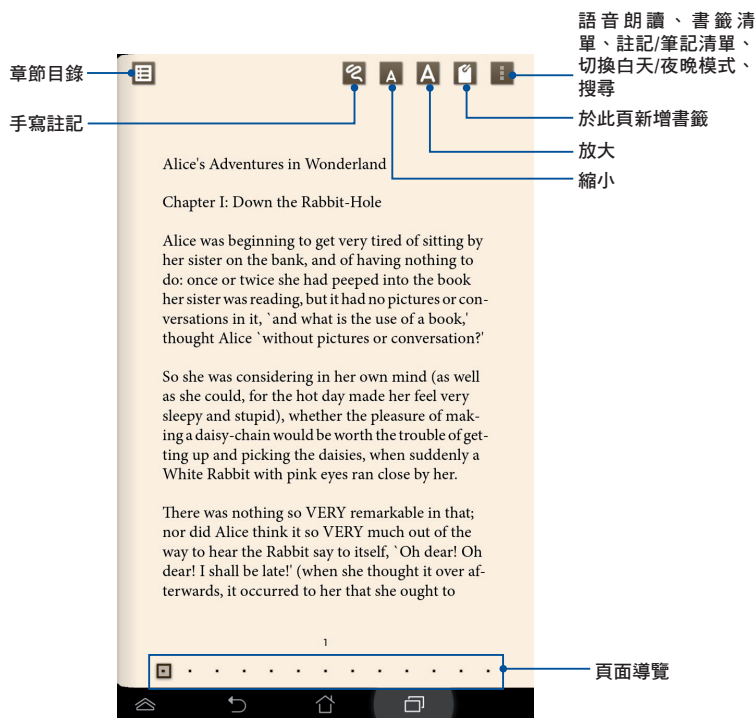 語音朗讀、書籤清
單、註記/筆記清單、
切換白天/夜晚模式、
搜尋
章節目錄
手寫註記
於此頁新增書籤
放大
縮小
A
A
Alice's Adventures in Wonderland
Chapter I: Down the Rabbit-Hole
Alice was beginning to get very tired of sitting by
her sister on the bank, and of having nothing to
do: once or twice she had peeped into the book
her sister was reading, but it had no pictures or con-
versations in it, `and what is the use of a book,'
thought Alice `without pictures or conversation?'
So she was considering in her own mind (as well
as she could, for the hot day made her feel very
sleepy and stupid), whether the pleasure of mak-
ing a daisy-chain would be worth the trouble of get-
ting up and picking the daisies, when suddenly a
White Rabbit with pink eyes ran close by her.
There was nothing so VERY remarkable in that;
nor did Alice think it so VERY much out of the
way to hear the Rabbit say to itself, `Oh dear! Oh
dear! I shall be late!' (when she thought it over af-
terwards, it occurred to her that she ought to
1
頁面導覽